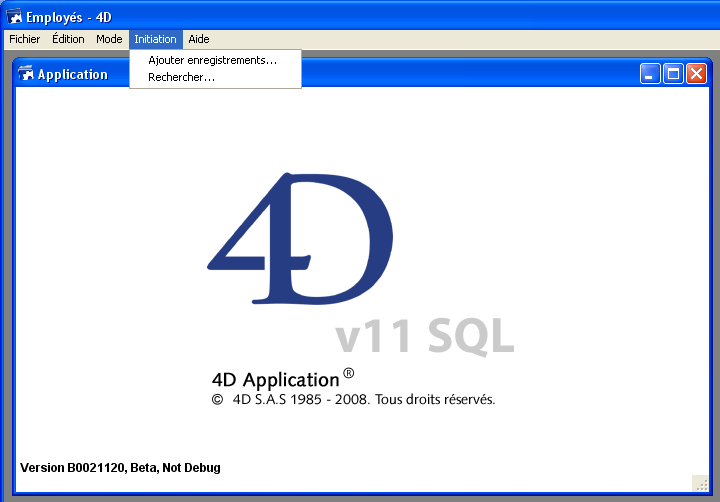 Employés - 4D
Fichier Édition Mode Initiation Aide
Ajouter enregistrements...
Rechercher...
Application
4D
v11 SQL
4D Application ®
© 4D S.A.S 1985 - 2008. Tous droits réservés.
Version B0021120, Beta, Not Debug